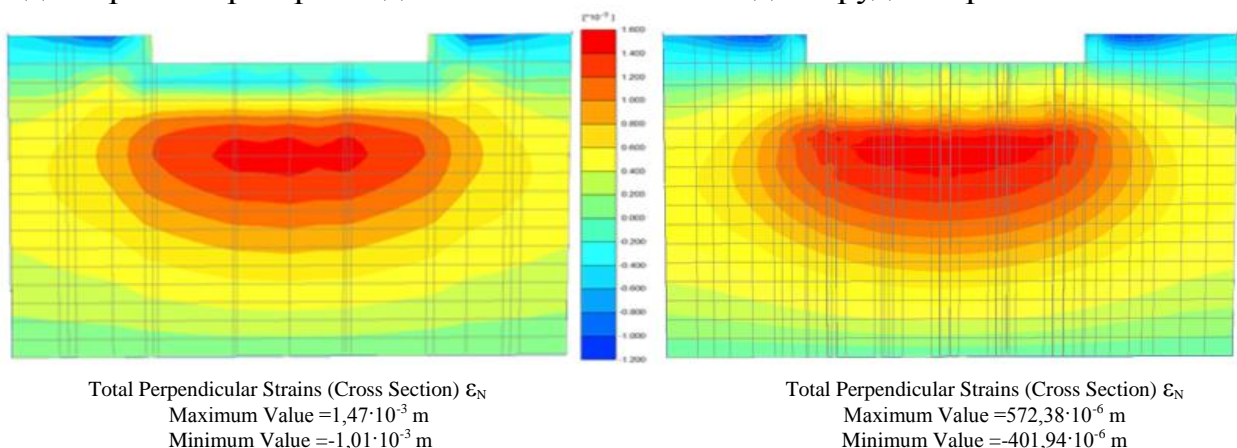 [*10⁻³]
1.600
1.400
1.200
1.000
0.800
0.600
0.400
0.200
0.000
-0.200
-0.400
-0.600
-0.800
-1.000
-1.200
Total Perpendicular Strains (Cross Section) εN
Maximum Value =1,47·10⁻³ m
Minimum Value =-1,01·10⁻³ m
Total Perpendicular Strains (Cross Section) εN
Maximum Value =572,38·10⁻⁶ m
Minimum Value =-401,94·10⁻⁶ m